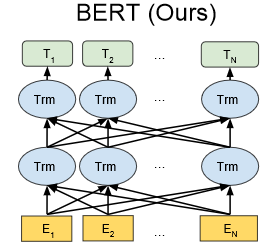 BERT (Ours)
T1 T2 ... TN
Trm Trm ... Trm
Trm Trm ... Trm
E1 E2 ... EN